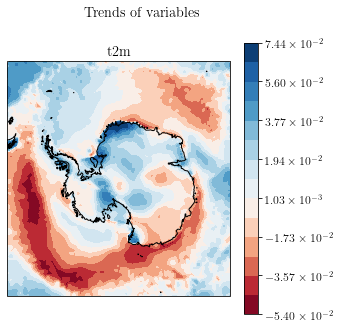 Trends of variables
t2m
7.44 × 10⁻²
5.60 × 10⁻²
3.77 × 10⁻²
1.94 × 10⁻²
1.03 × 10⁻³
−1.73 × 10⁻²
−3.57 × 10⁻²
−5.40 × 10⁻²